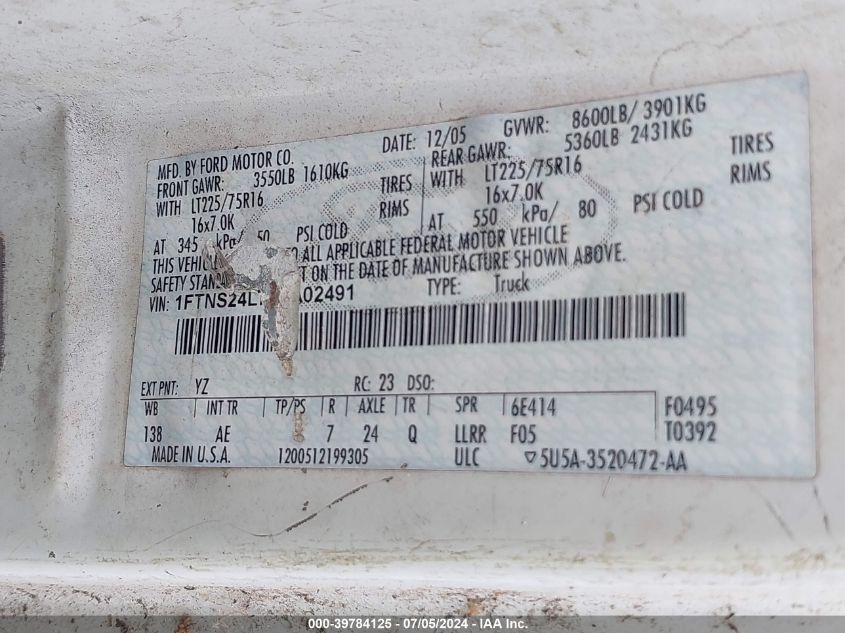 MFD. BY FORD MOTOR CO. DATE: 12/05 GVWR: 8600LB/ 3901KG
FRONT GAWR: 3550LB 1610KG REAR GAWR: 5360LB 2431KG
WITH LT225/75R16 TIRES WITH LT225/75R16 TIRES
16x7.0K RIMS 16x7.0K RIMS
AT 345 kPa/ 50 PSI COLD AT 550 kPa/ 80 PSI COLD
THIS VEHIC TO ALL APPLICABLE FEDERAL MOTOR VEHICLE
SAFETY STAN T ON THE DATE OF MANUFACTURE SHOWN ABOVE.
VIN: 1FTNS24L A02491 TYPE: Truck
EXT PNT: YZ RC: 23 DSO:
WB INT TR TP/PS R AXLE TR SPR 6E414 F0495
138 AE 7 24 Q LLRR F05 T0392
MADE IN U.S.A. 1200512199305 ULC ▽5U5A-3520472-AA
000-39784125 - 07/05/2024 - IAA Inc.